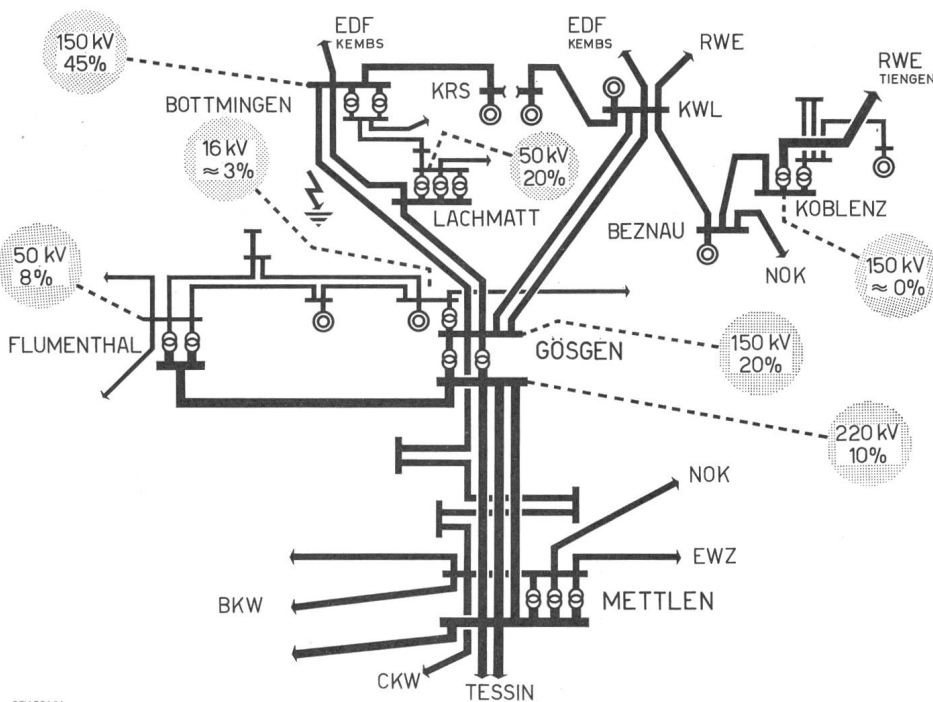 EDF
KEMBS
EDF
KEMBS
RWE
RWE
TIENGEN
150 kV
45%
BOTTMINGEN
KRS
KWL
16 kV
≈ 3%
50 kV
20%
LACHMATT
KOBLENZ
BEZNAU
NOK
150 kV
≈ 0%
50 kV
8%
FLUMENTHAL
GÖSGEN
150 kV
20%
220 kV
10%
NOK
EWZ
BKW
METTLEN
CKW
TESSIN